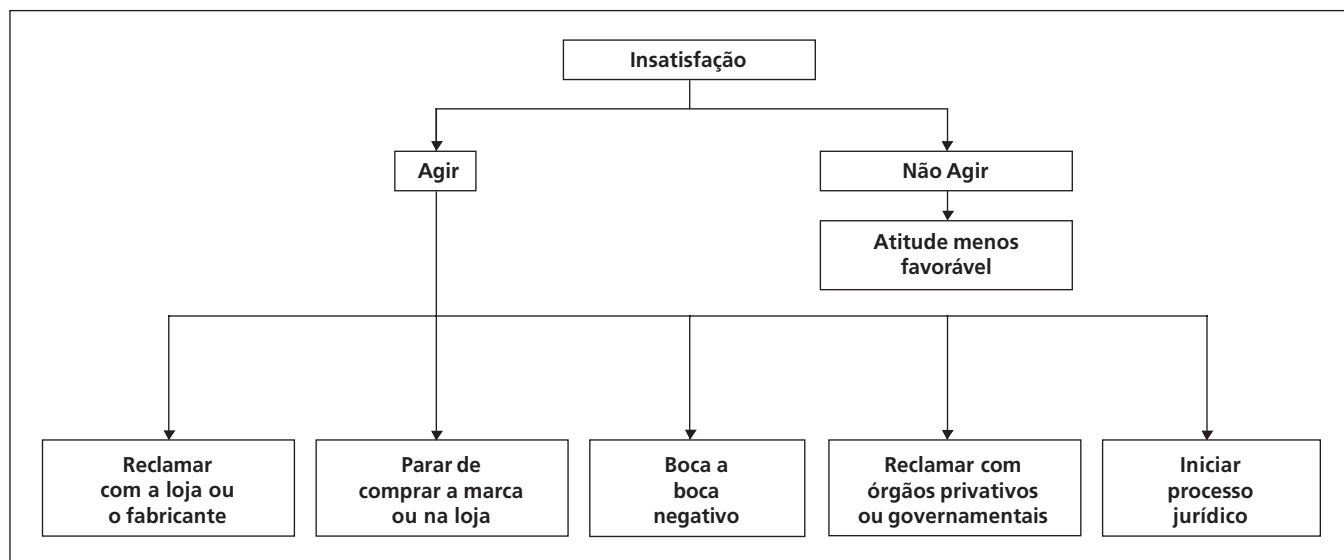 Insatisfação
Agir
Não Agir
Atitude menos
favorável
Reclamar
com a loja ou
o fabricante
Parar de
comprar a marca
ou na loja
Boca a
boca
negativo
Reclamar com
órgãos privativos
ou governamentais
Iniciar
processo
jurídico